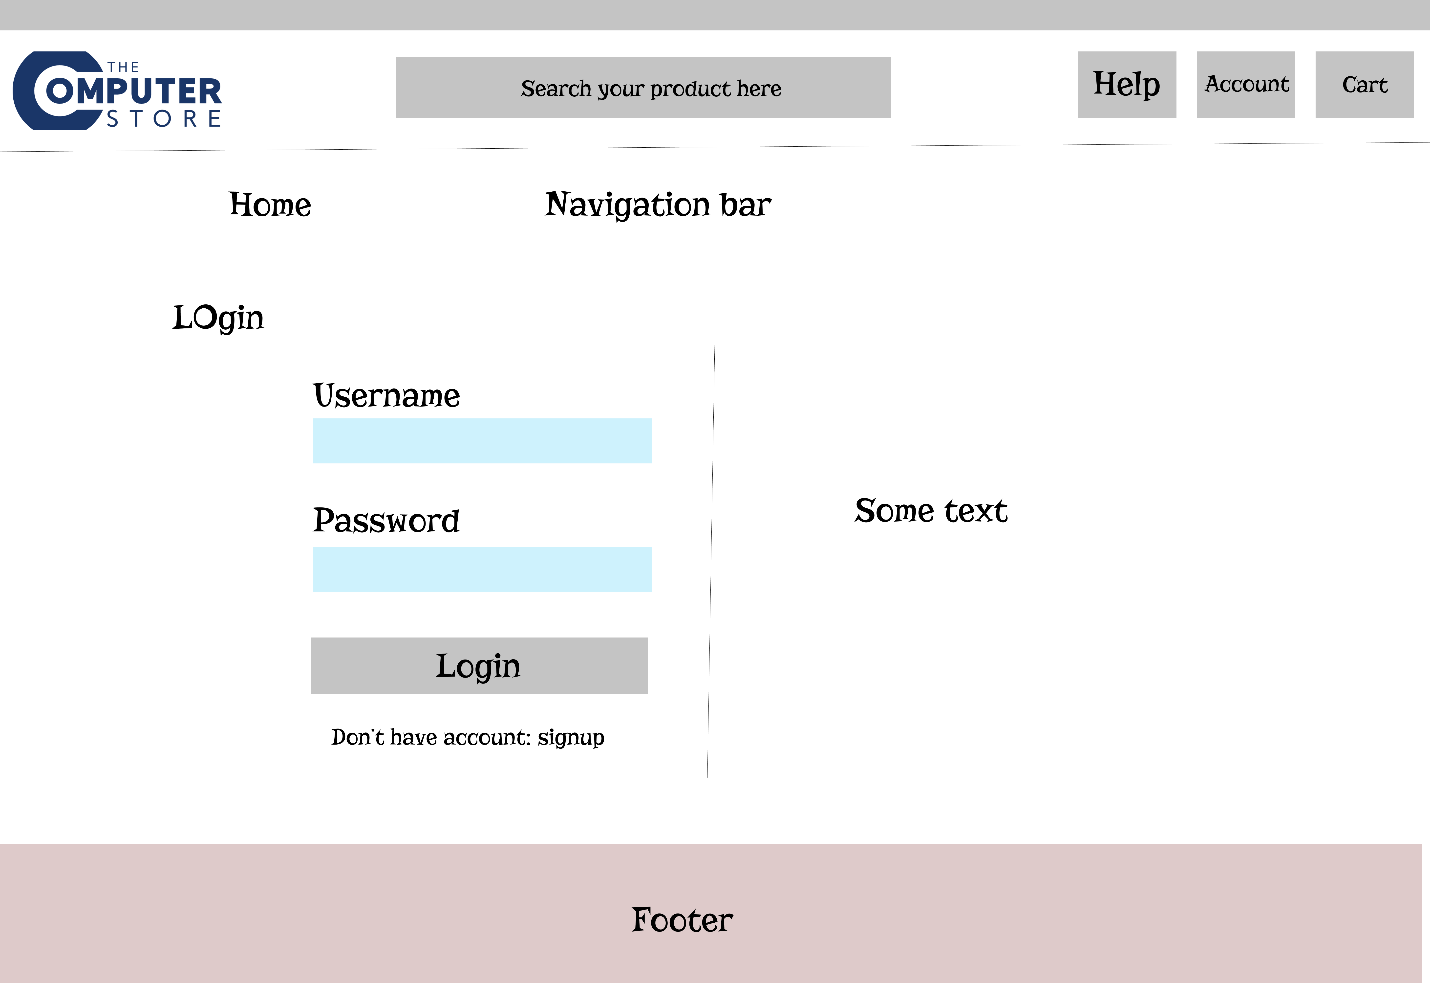 THE
COMPUTER
STORE
Search your product here
Help
Account
Cart
Home
Navigation bar
LOgin
Username
Password
Some text
Login
Don't have account: signup
Footer